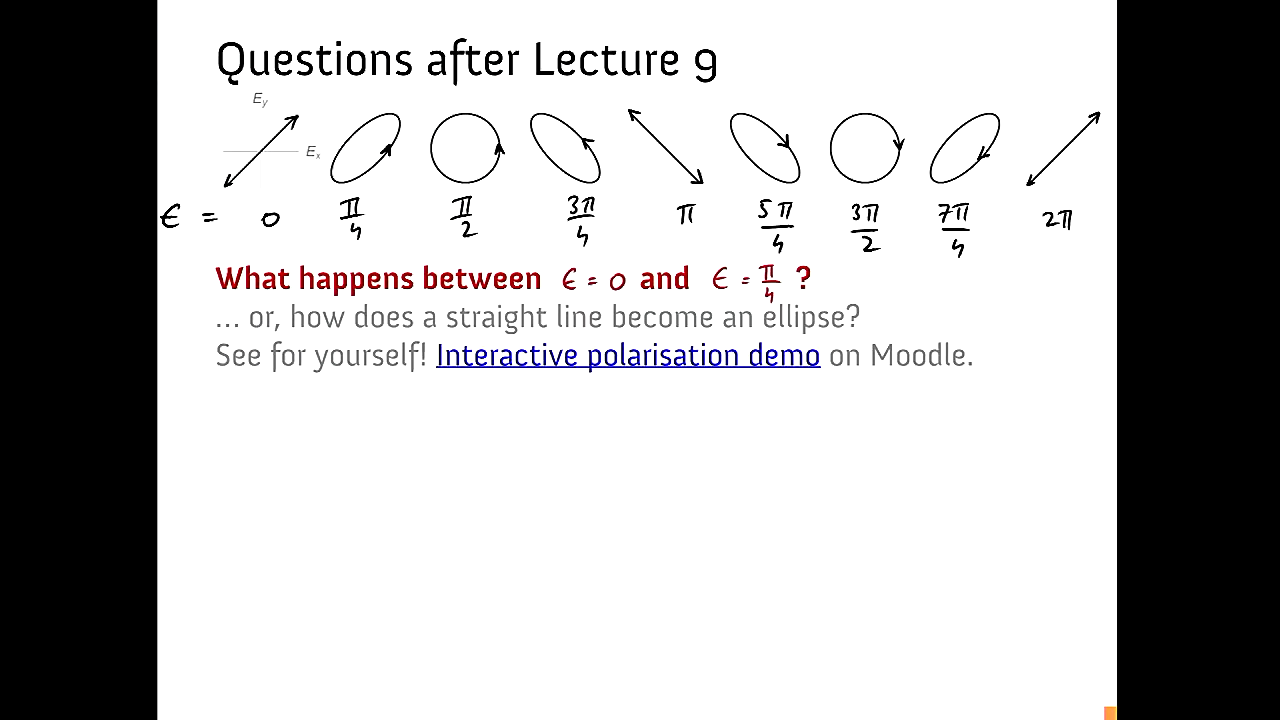 Questions after Lecture 9
E_y
E_x
ϵ = 0 π/4 π/2 3π/4 π 5π/4 3π/2 7π/4 2π
What happens between ϵ = 0 and ϵ = π/4 ?
... or, how does a straight line become an ellipse?
See for yourself! Interactive polarisation demo on Moodle.